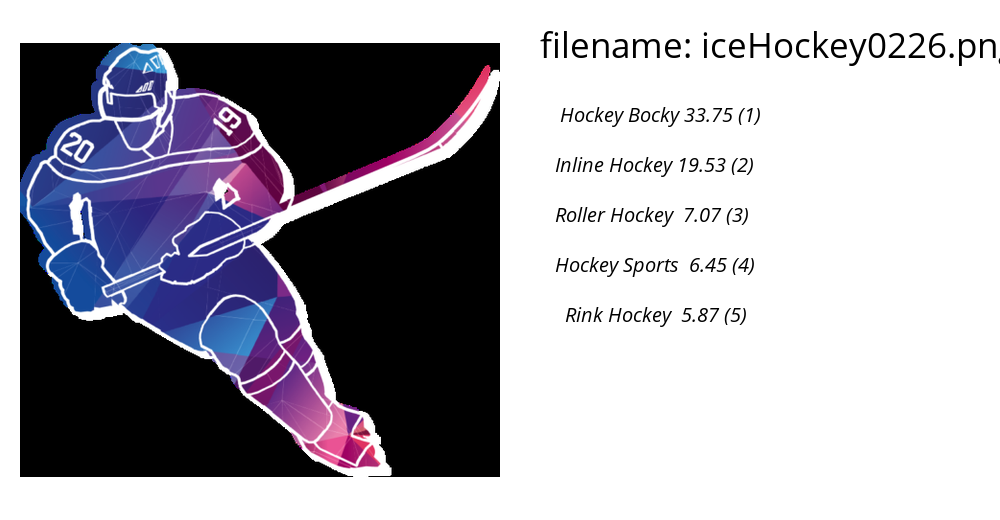 filename: iceHockey0226.pn
Hockey Bocky 33.75 (1)
Inline Hockey 19.53 (2)
Roller Hockey 7.07 (3)
Hockey Sports 6.45 (4)
Rink Hockey 5.87 (5)
20
19